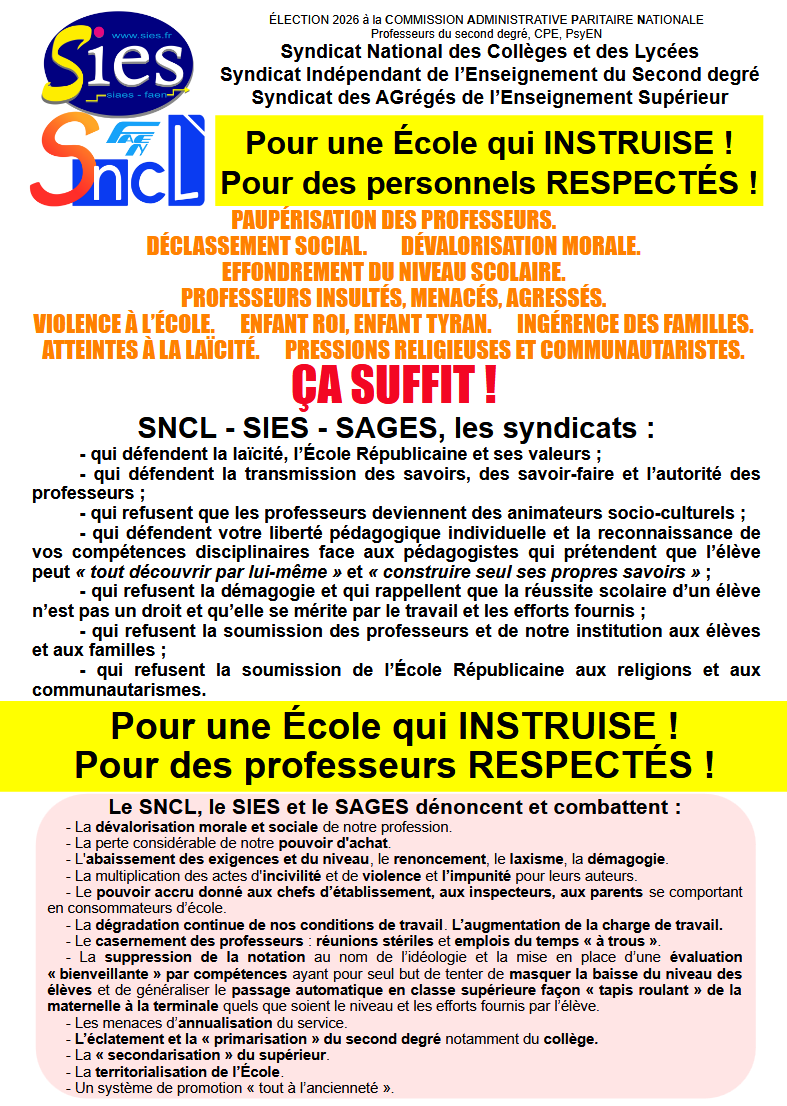 www.sies.fr
Sies
siaes - faen
FAEN
Sncl
ÉLECTION 2026 à la COMMISSION ADMINISTRATIVE PARITAIRE NATIONALE
Professeurs du second degré, CPE, PsyEN
Syndicat National des Collèges et des Lycées
Syndicat Indépendant de l’Enseignement du Second degré
Syndicat des AGrégés de l’Enseignement Supérieur
Pour une École qui INSTRUISE !
Pour des personnels RESPECTÉS !
PAUPÉRISATION DES PROFESSEURS.
DÉCLASSEMENT SOCIAL. DÉVALORISATION MORALE.
EFFONDREMENT DU NIVEAU SCOLAIRE.
PROFESSEURS INSULTÉS, MENACÉS, AGRESSÉS.
VIOLENCE À L’ÉCOLE. ENFANT ROI, ENFANT TYRAN. INGÉRENCE DES FAMILLES.
ATTEINTES À LA LAÏCITÉ. PRESSIONS RELIGIEUSES ET COMMUNAUTARISTES.
ÇA SUFFIT !
SNCL - SIES - SAGES, les syndicats :
- qui défendent la laïcité, l’École Républicaine et ses valeurs ;
- qui défendent la transmission des savoirs, des savoir-faire et l’autorité des
professeurs ;
- qui refusent que les professeurs deviennent des animateurs socio-culturels ;
- qui défendent votre liberté pédagogique individuelle et la reconnaissance de
vos compétences disciplinaires face aux pédagogistes qui prétendent que l’élève
peut « tout découvrir par lui-même » et « construire seul ses propres savoirs » ;
- qui refusent la démagogie et qui rappellent que la réussite scolaire d’un élève
n’est pas un droit et qu’elle se mérite par le travail et les efforts fournis ;
- qui refusent la soumission des professeurs et de notre institution aux élèves
et aux familles ;
- qui refusent la soumission de l’École Républicaine aux religions et aux
communautarismes.
Pour une École qui INSTRUISE !
Pour des professeurs RESPECTÉS !
Le SNCL, le SIES et le SAGES dénoncent et combattent :
- La dévalorisation morale et sociale de notre profession.
- La perte considérable de notre pouvoir d'achat.
- L'abaissement des exigences et du niveau, le renoncement, le laxisme, la démagogie.
- La multiplication des actes d'incivilité et de violence et l’impunité pour leurs auteurs.
- Le pouvoir accru donné aux chefs d’établissement, aux inspecteurs, aux parents se comportant
en consommateurs d’école.
- La dégradation continue de nos conditions de travail. L’augmentation de la charge de travail.
- Le casernement des professeurs : réunions stériles et emplois du temps « à trous ».
- La suppression de la notation au nom de l’idéologie et la mise en place d’une évaluation
« bienveillante » par compétences ayant pour seul but de tenter de masquer la baisse du niveau des
élèves et de généraliser le passage automatique en classe supérieure façon « tapis roulant » de la
maternelle à la terminale quels que soient le niveau et les efforts fournis par l’élève.
- Les menaces d’annualisation du service.
- L’éclatement et la « primarisation » du second degré notamment du collège.
- La « secondarisation » du supérieur.
- La territorialisation de l’École.
- Un système de promotion « tout à l’ancienneté ».